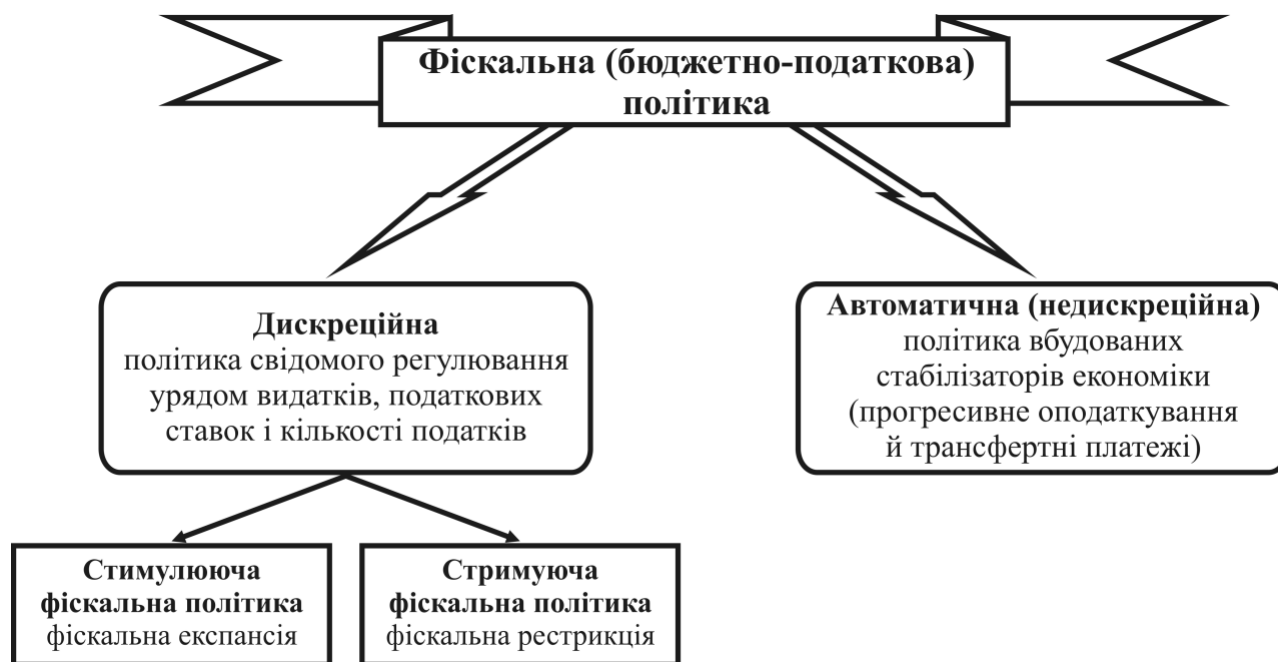 Фіскальна (бюджетно-податкова)
політика
Дискреційна
політика свідомого регулювання
урядом видатків, податкових
ставок і кількості податків
Автоматична (недискреційна)
політика вбудованих
стабілізаторів економіки
(прогресивне оподаткування
й трансфертні платежі)
Стимулююча
фіскальна політика
фіскальна експансія
Стримуюча
фіскальна політика
фіскальна рестрикція